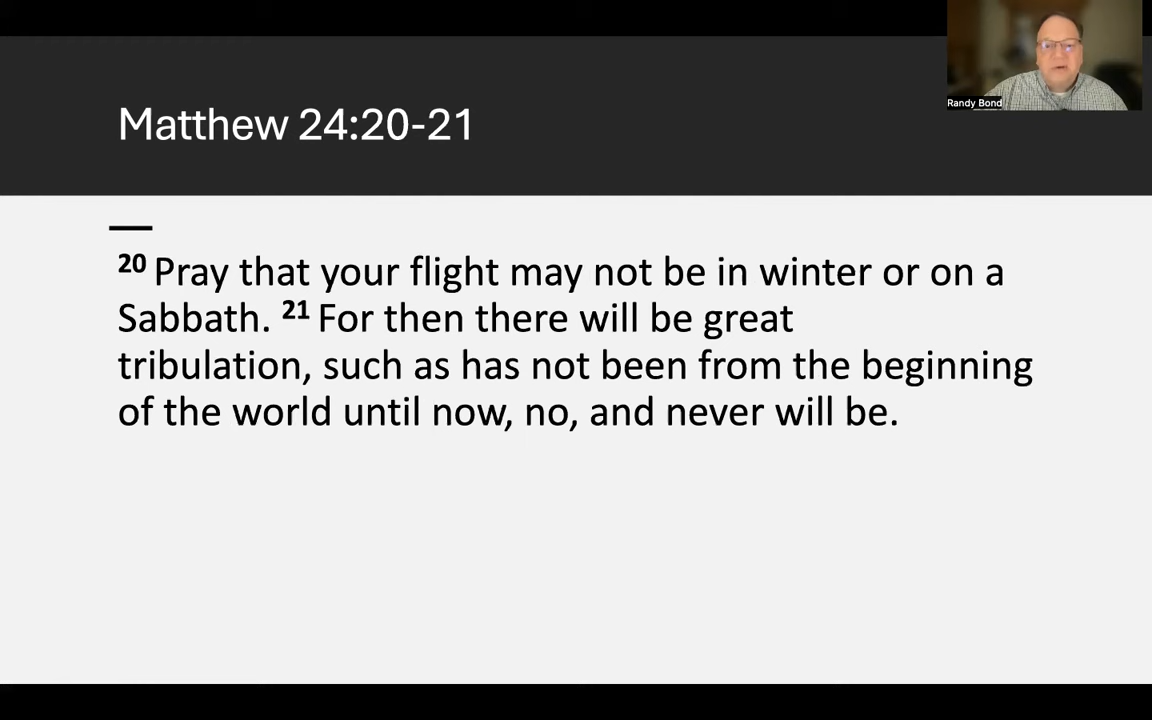 Randy Bond
Matthew 24:20-21
20 Pray that your flight may not be in winter or on a
Sabbath. 21 For then there will be great
tribulation, such as has not been from the beginning
of the world until now, no, and never will be.